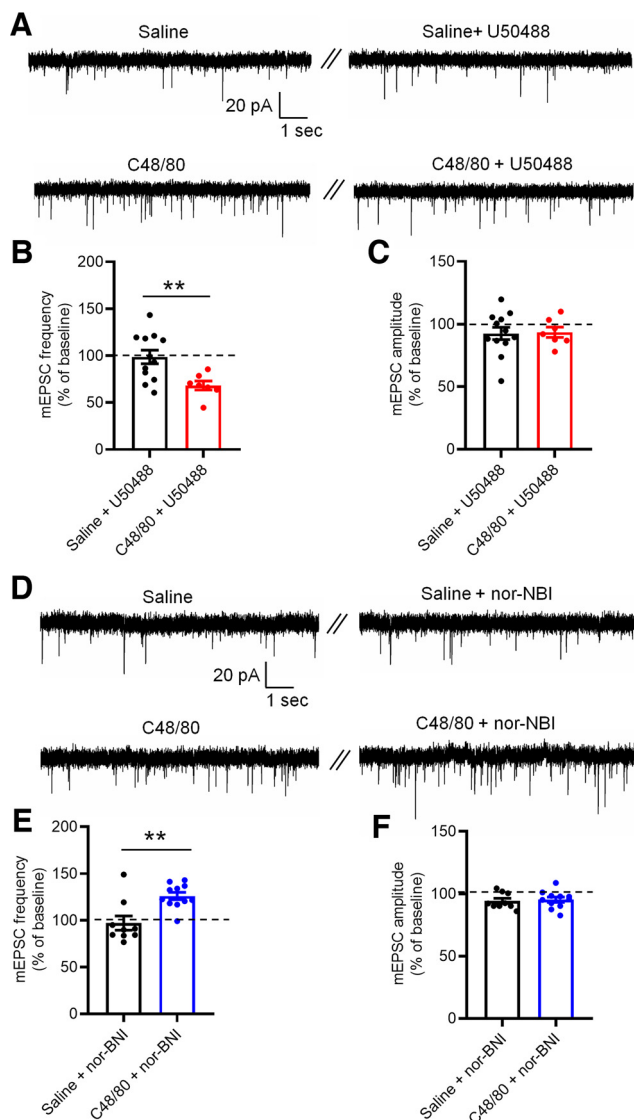 A
Saline
Saline+ U50488
//
20 pA
1 sec
C48/80
C48/80 + U50488
//
B
mEPSC frequency
(% of baseline)
200
150
100
50
0
**
Saline + U50488
C48/80 + U50488
C
mEPSC amplitude
(% of baseline)
150
100
50
0
Saline + U50488
C48/80 + U50488
D
Saline
Saline + nor-NBI
//
20 pA
1 sec
C48/80
C48/80 + nor-NBI
//
E
mEPSC frequency
(% of baseline)
200
150
100
50
0
**
Saline + nor-BNI
C48/80 + nor-BNI
F
mEPSC amplitude
(% of baseline)
150
100
50
0
Saline + nor-BNI
C48/80 + nor-BNI